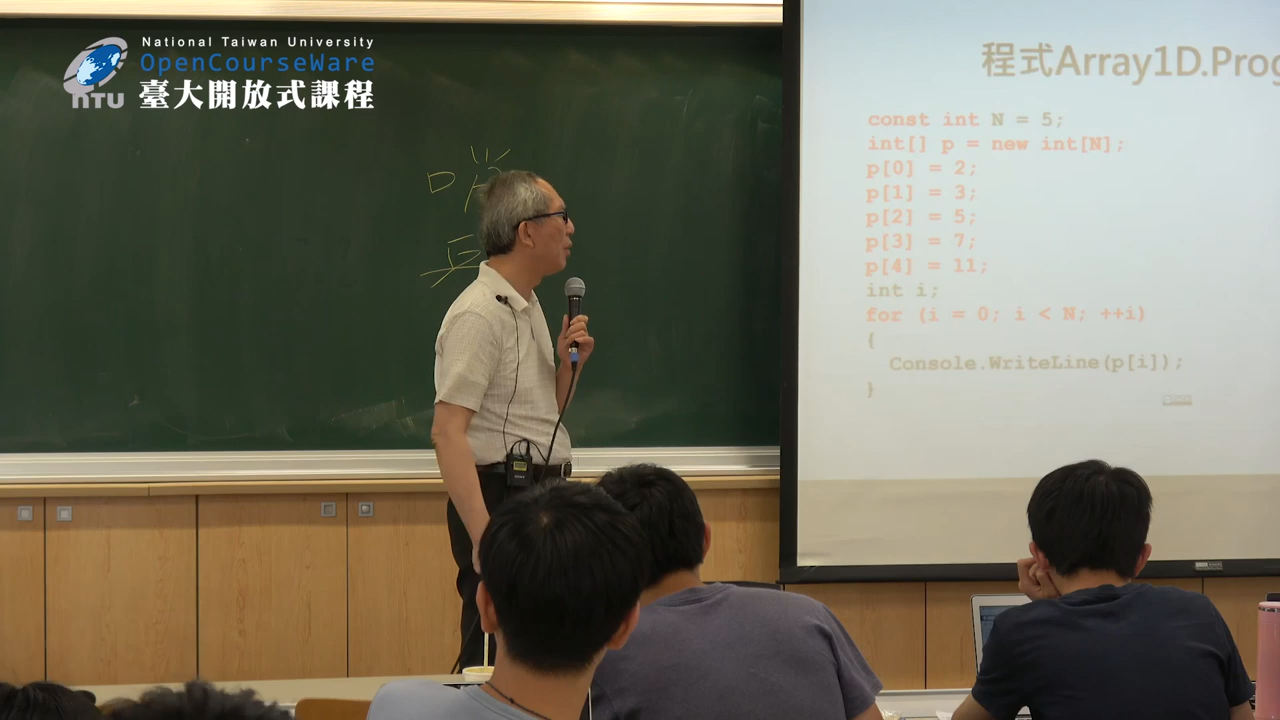 National Taiwan University
OpenCourseWare
NTU
臺大開放式課程
程式Array1D.Prog
const int N = 5;
int[] p = new int[N];
p[0] = 2;
p[1] = 3;
p[2] = 5;
p[3] = 7;
p[4] = 11;
int i;
for (i = 0; i < N; ++i)
{
Console.WriteLine(p[i]);
}